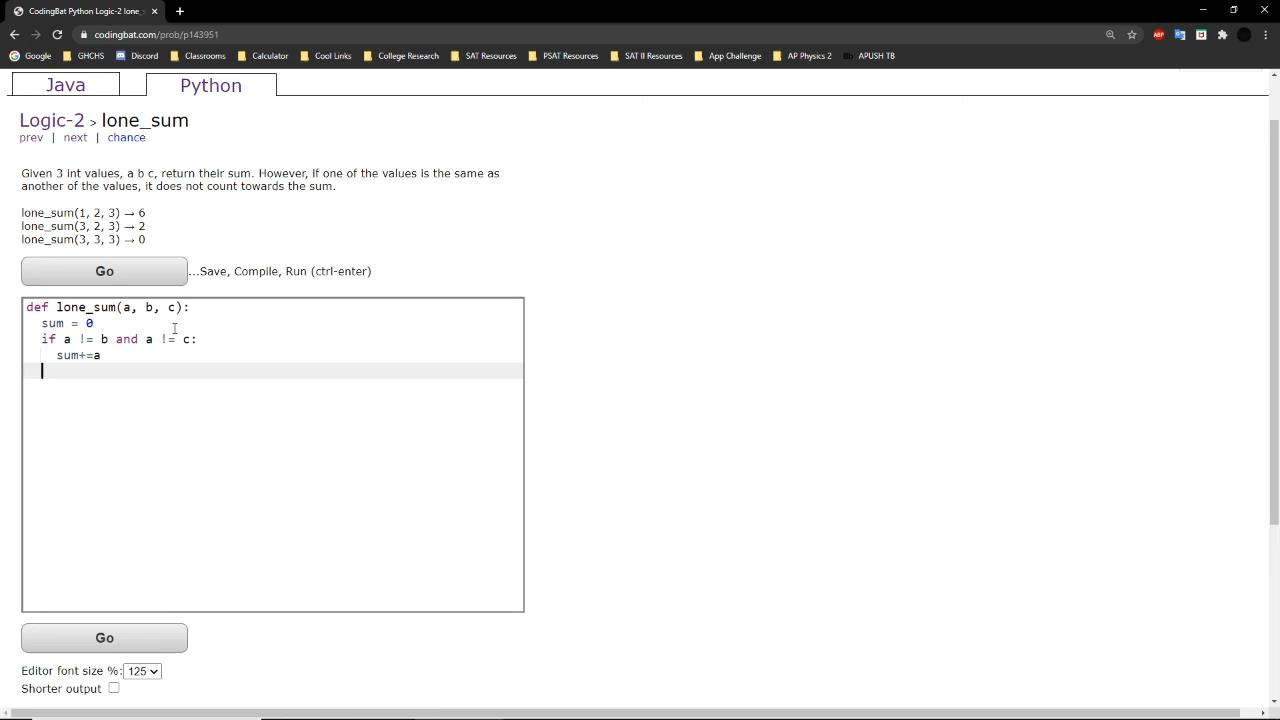 CodingBat Python Logic-2 lone_s
codingbat.com/prob/p143951
Google GHCHS Discord Classrooms Calculator Cool Links College Research SAT Resources PSAT Resources SAT II Resources App Challenge AP Physics 2 Bb APUSH TB
Java Python
Logic-2 > lone_sum
prev | next | chance
Given 3 int values, a b c, return their sum. However, if one of the values is the same as
another of the values, it does not count towards the sum.
lone_sum(1, 2, 3) → 6
lone_sum(3, 2, 3) → 2
lone_sum(3, 3, 3) → 0
Go ...Save, Compile, Run (ctrl-enter)
def lone_sum(a, b, c):
  sum = 0
  if a != b and a != c:
    sum+=a
Go
Editor font size %: 125
Shorter output